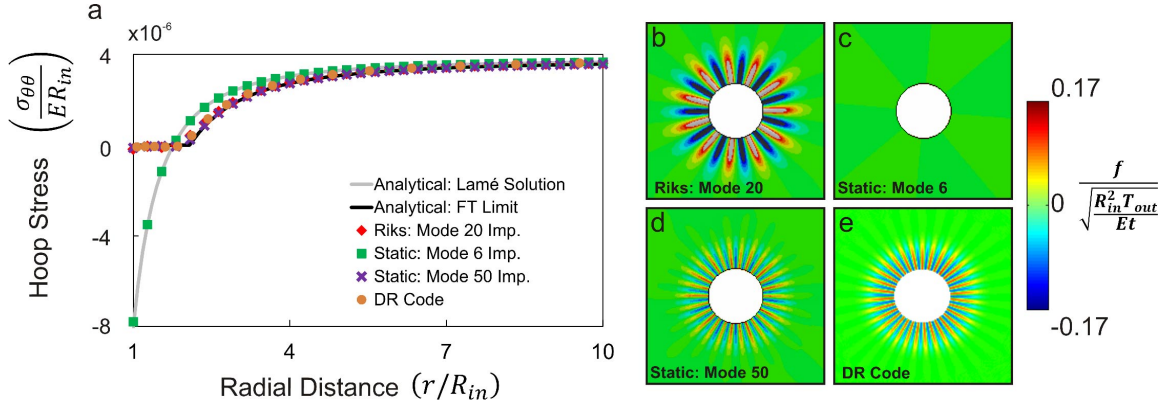 a
x10⁻⁶
4
0
-4
-8
1
4
7
10
Hoop Stress (σθθ / E Rin)
Radial Distance (r/Rin)
Analytical: Lamé Solution
Analytical: FT Limit
Riks: Mode 20 Imp.
Static: Mode 6 Imp.
Static: Mode 50 Imp.
DR Code
b
Riks: Mode 20
c
Static: Mode 6
d
Static: Mode 50
e
DR Code
0.17
0
-0.17
f / √(R²in Tout / Et)